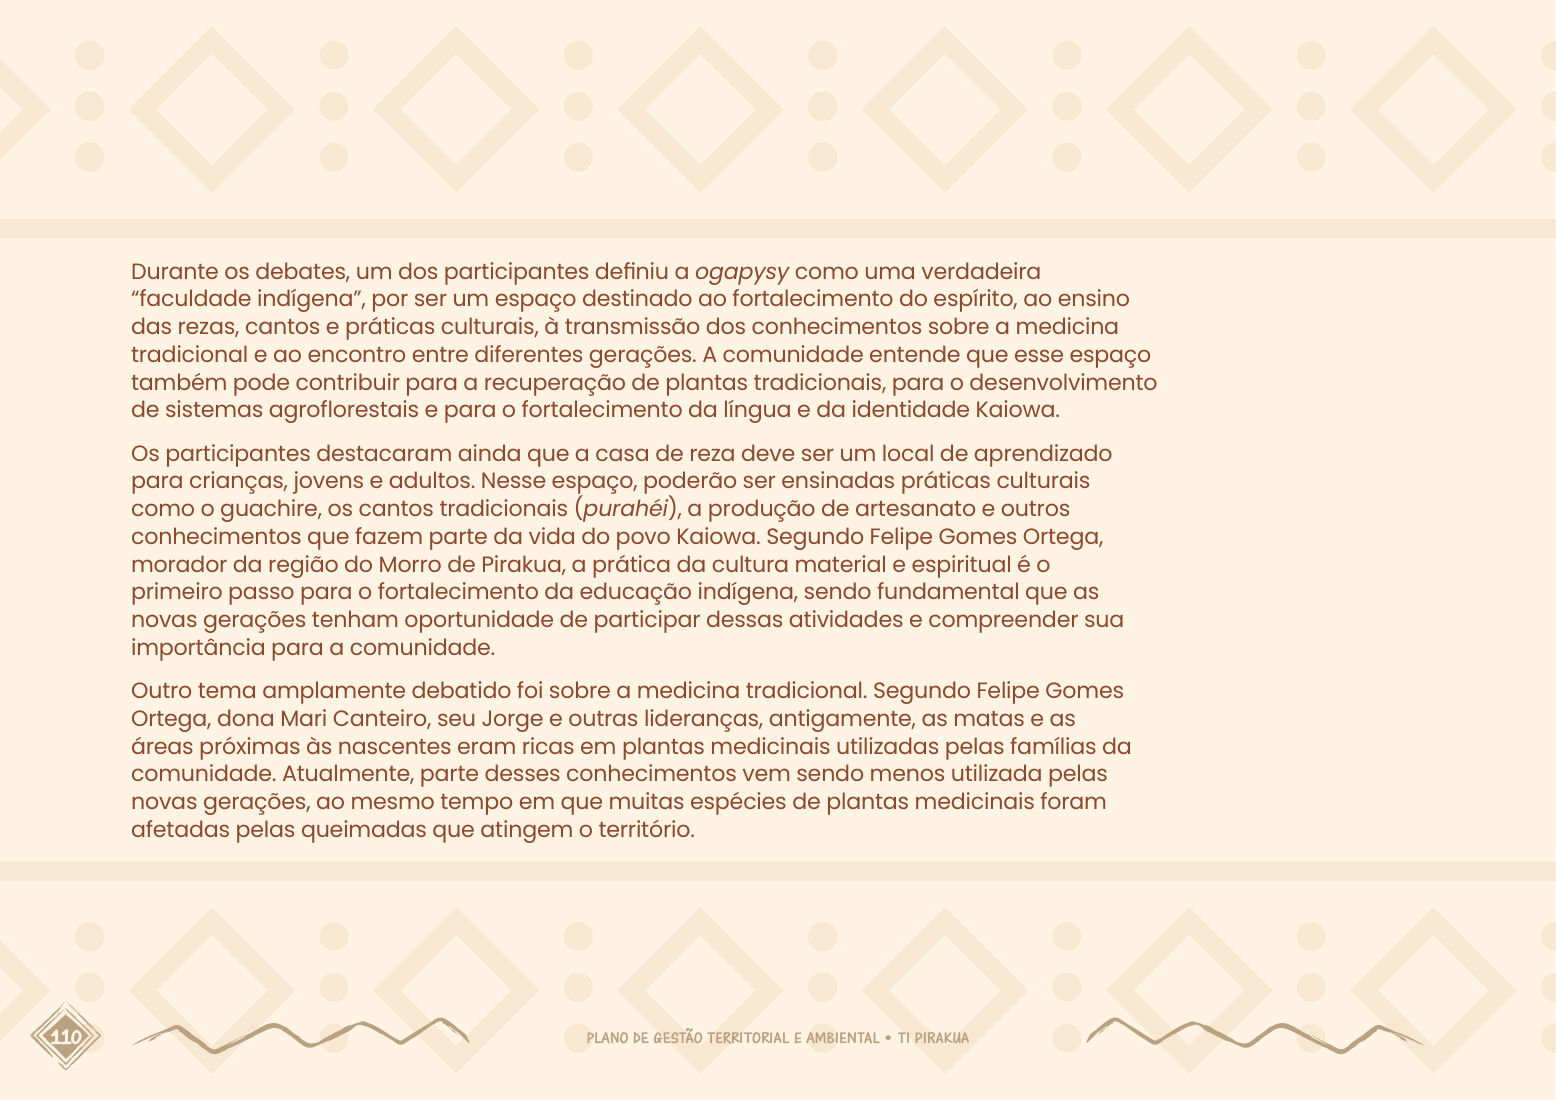 Durante os debates, um dos participantes definiu a ogapysy como uma verdadeira
“faculdade indígena”, por ser um espaço destinado ao fortalecimento do espírito, ao ensino
das rezas, cantos e práticas culturais, à transmissão dos conhecimentos sobre a medicina
tradicional e ao encontro entre diferentes gerações. A comunidade entende que esse espaço
também pode contribuir para a recuperação de plantas tradicionais, para o desenvolvimento
de sistemas agroflorestais e para o fortalecimento da língua e da identidade Kaiowa.
Os participantes destacaram ainda que a casa de reza deve ser um local de aprendizado
para crianças, jovens e adultos. Nesse espaço, poderão ser ensinadas práticas culturais
como o guachire, os cantos tradicionais (purahéi), a produção de artesanato e outros
conhecimentos que fazem parte da vida do povo Kaiowa. Segundo Felipe Gomes Ortega,
morador da região do Morro de Pirakua, a prática da cultura material e espiritual é o
primeiro passo para o fortalecimento da educação indígena, sendo fundamental que as
novas gerações tenham oportunidade de participar dessas atividades e compreender sua
importância para a comunidade.
Outro tema amplamente debatido foi sobre a medicina tradicional. Segundo Felipe Gomes
Ortega, dona Mari Canteiro, seu Jorge e outras lideranças, antigamente, as matas e as
áreas próximas às nascentes eram ricas em plantas medicinais utilizadas pelas famílias da
comunidade. Atualmente, parte desses conhecimentos vem sendo menos utilizada pelas
novas gerações, ao mesmo tempo em que muitas espécies de plantas medicinais foram
afetadas pelas queimadas que atingem o território.
110
PLANO DE GESTÃO TERRITORIAL E AMBIENTAL • TI PIRAKUA